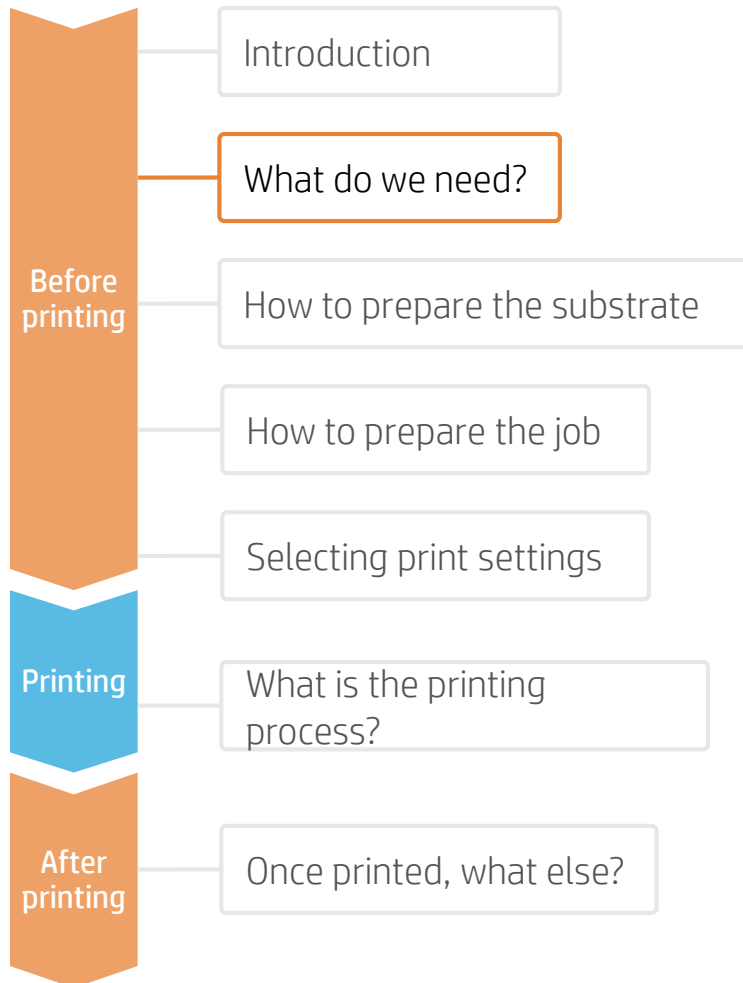 Introduction
What do we need?
Before
printing
How to prepare the substrate
How to prepare the job
Selecting print settings
Printing
What is the printing
process?
After
printing
Once printed, what else?